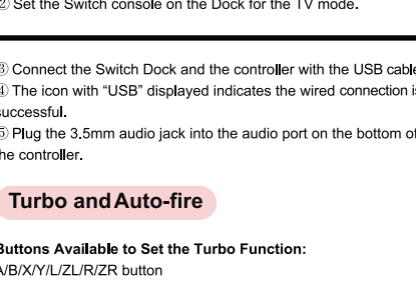 ② Set the Switch console on the Dock for the TV mode.
③ Connect the Switch Dock and the controller with the USB cable
④ The icon with “USB” displayed indicates the wired connection is
successful.
⑤ Plug the 3.5mm audio jack into the audio port on the bottom of
the controller.
Turbo and Auto-fire
Buttons Available to Set the Turbo Function:
A/B/X/Y/L/ZL/R/ZR button